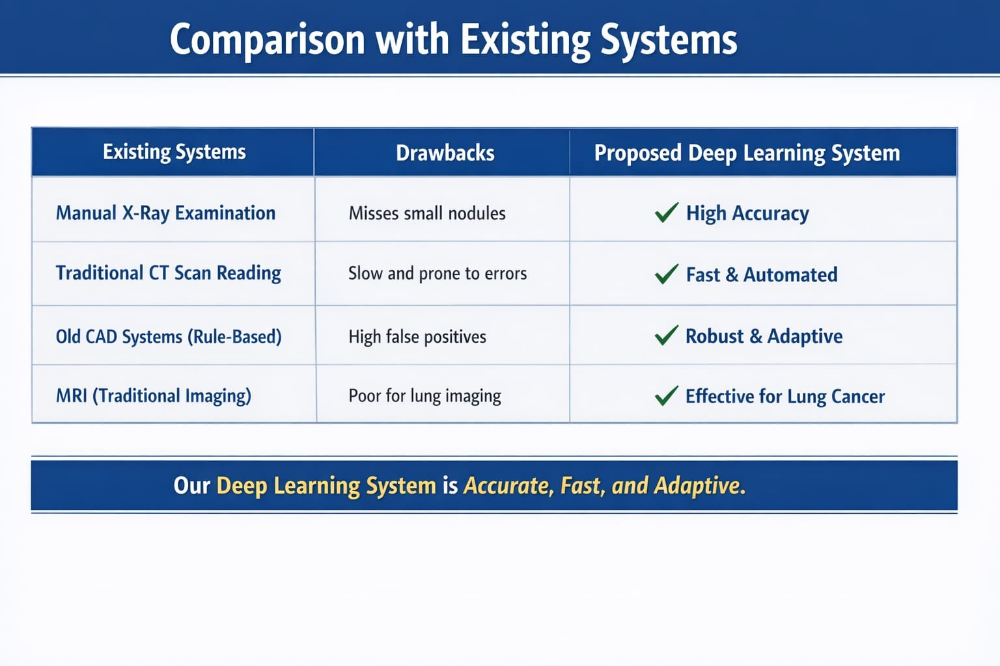 Comparison with Existing Systems
Existing Systems Drawbacks Proposed Deep Learning System
Manual X-Ray Examination Misses small nodules ✓ High Accuracy
Traditional CT Scan Reading Slow and prone to errors ✓ Fast & Automated
Old CAD Systems (Rule-Based) High false positives ✓ Robust & Adaptive
MRI (Traditional Imaging) Poor for lung imaging ✓ Effective for Lung Cancer
Our Deep Learning System is Accurate, Fast, and Adaptive.